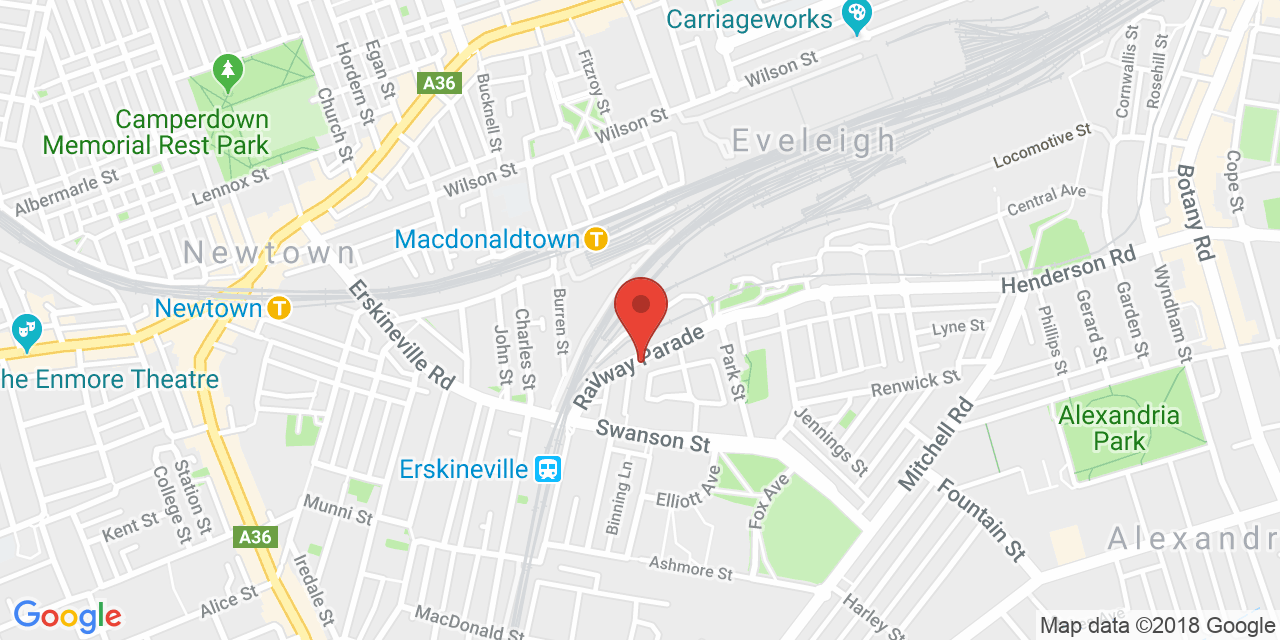 Carriageworks
Egan St
Hordern St
Fitzroy St
Wilson St
A36
Bucknell St
Cornwallis St
Rosehill St
Church St
Camperdown
Memorial Rest Park
Wilson St
Eveleigh
Locomotive St
Cope St
Botany Rd
Albermarle St
Lennox St
Wilson St
Central Ave
Newtown
Macdonaldtown
T
Henderson Rd
Wyndham St
Newtown
T
Erskineville Rd
Burren St
Charles St
John St
Railway Parade
Park St
Lyne St
Phillips St
Gerard St
Garden St
he Enmore Theatre
Renwick St
Jennings St
Mitchell Rd
Alexandria
Park
Swanson St
Erskineville
Station St
College St
Binning Ln
Elliott Ave
Fox Ave
Fountain St
Munni St
Kent St
A36
Alexandr
Iredale St
Ashmore St
Alice St
Harley St
MacDonald St
Google
Map data ©2018 Google